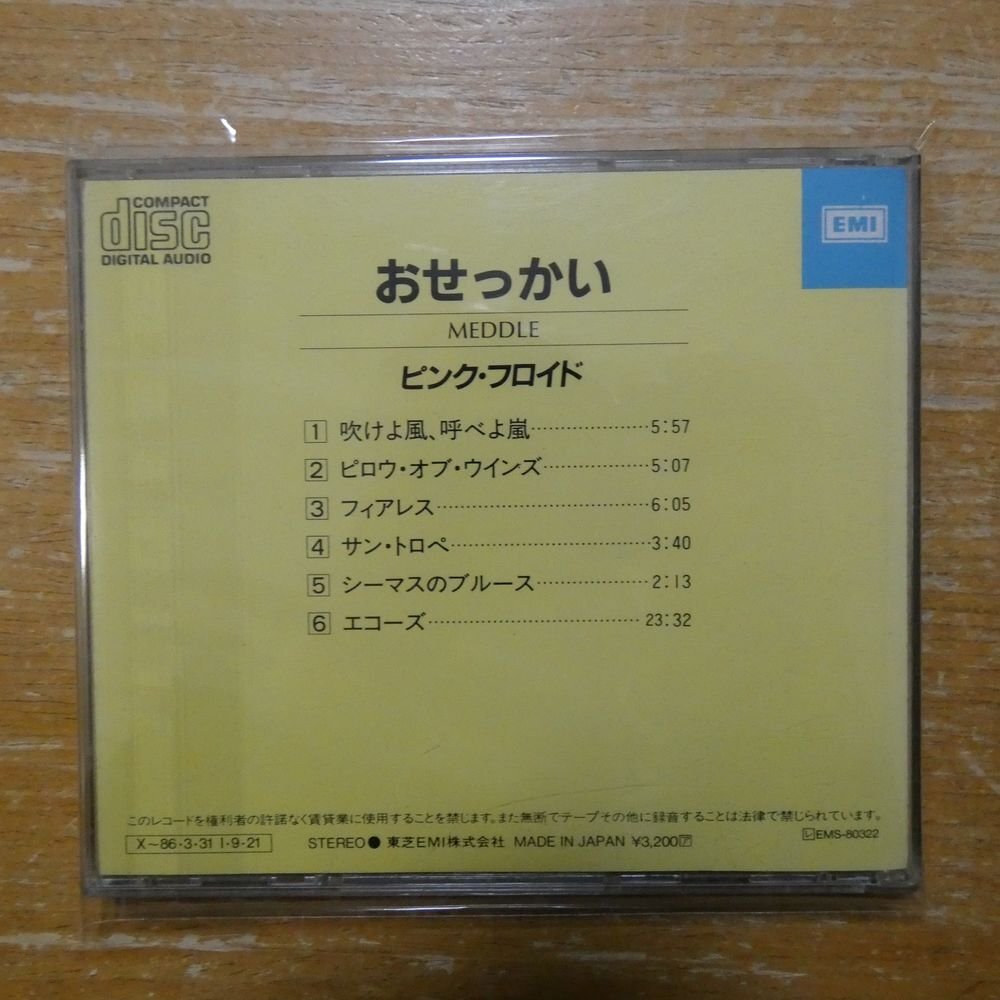 COMPACT
disc
DIGITAL AUDIO
EMI
おせっかい
MEDDLE
ピンク・フロイド
1 吹けよ風、呼べよ嵐 5:57
2 ピロウ・オブ・ウインズ 5:07
3 フィアレス 6:05
4 サン・トロペ 3:40
5 シーマスのブルース 2:13
6 エコーズ 23:32
このレコードを権利者の許諾なく賃貸業に使用することを禁じます。また無断でテープその他に録音することは法律で禁じられています。
X～86・3・31 I・9・21 STEREO● 東芝EMI株式会社 MADE IN JAPAN ¥3,200ア レEMS-80322